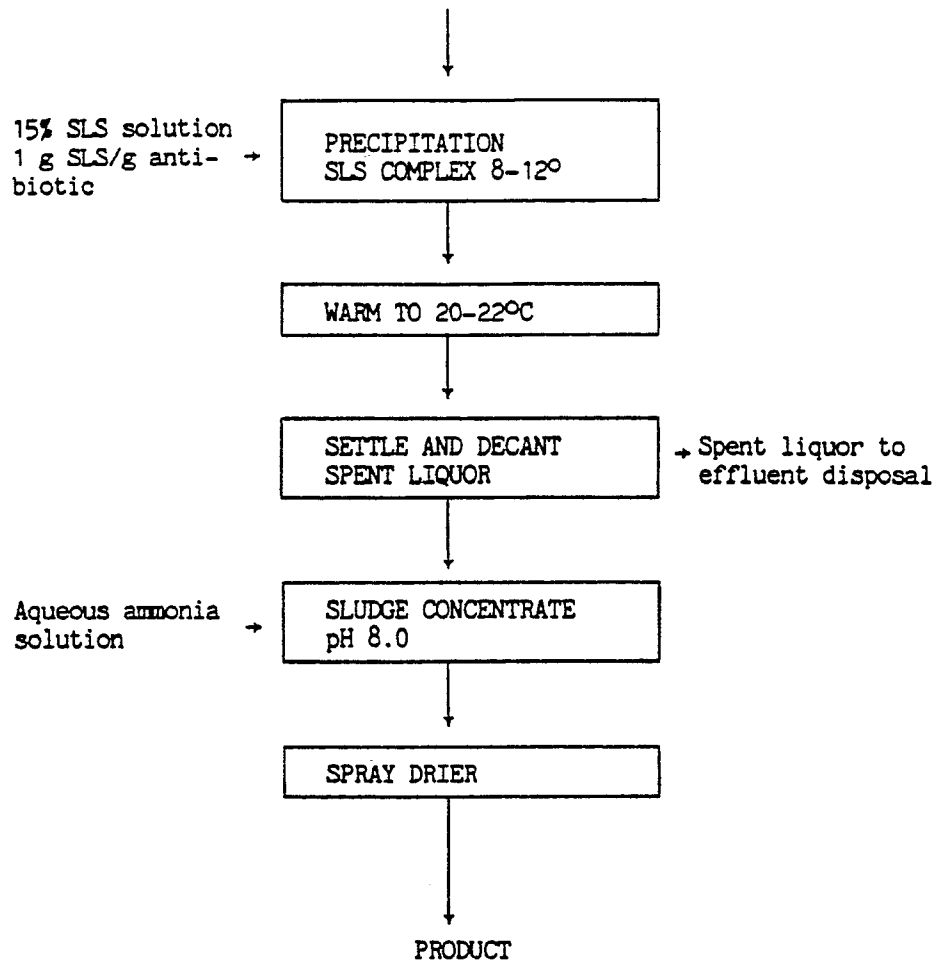 15% SLS solution
1 g SLS/g anti-
biotic
PRECIPITATION
SLS COMPLEX 8-12°
WARM TO 20-22°C
SETTLE AND DECANT
SPENT LIQUOR
Spent liquor to
effluent disposal
Aqueous ammonia
solution
SLUDGE CONCENTRATE
pH 8.0
SPRAY DRIER
PRODUCT